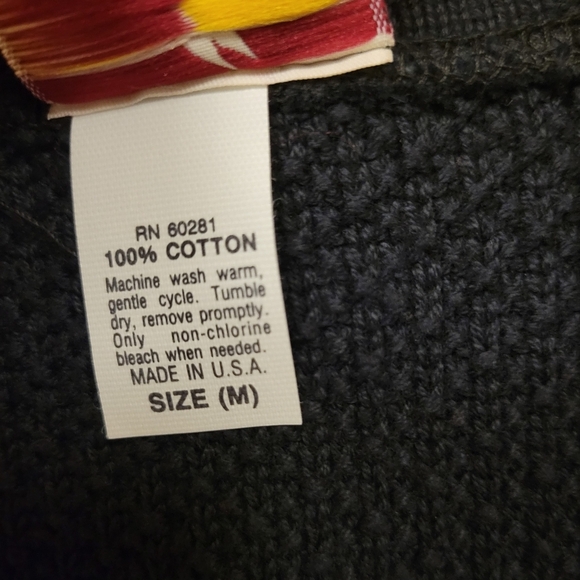 RN 60281
100% COTTON
Machine wash warm,
gentle cycle. Tumble
dry, remove promptly.
Only non-chlorine
bleach when needed.
MADE IN U.S.A.
SIZE (M)